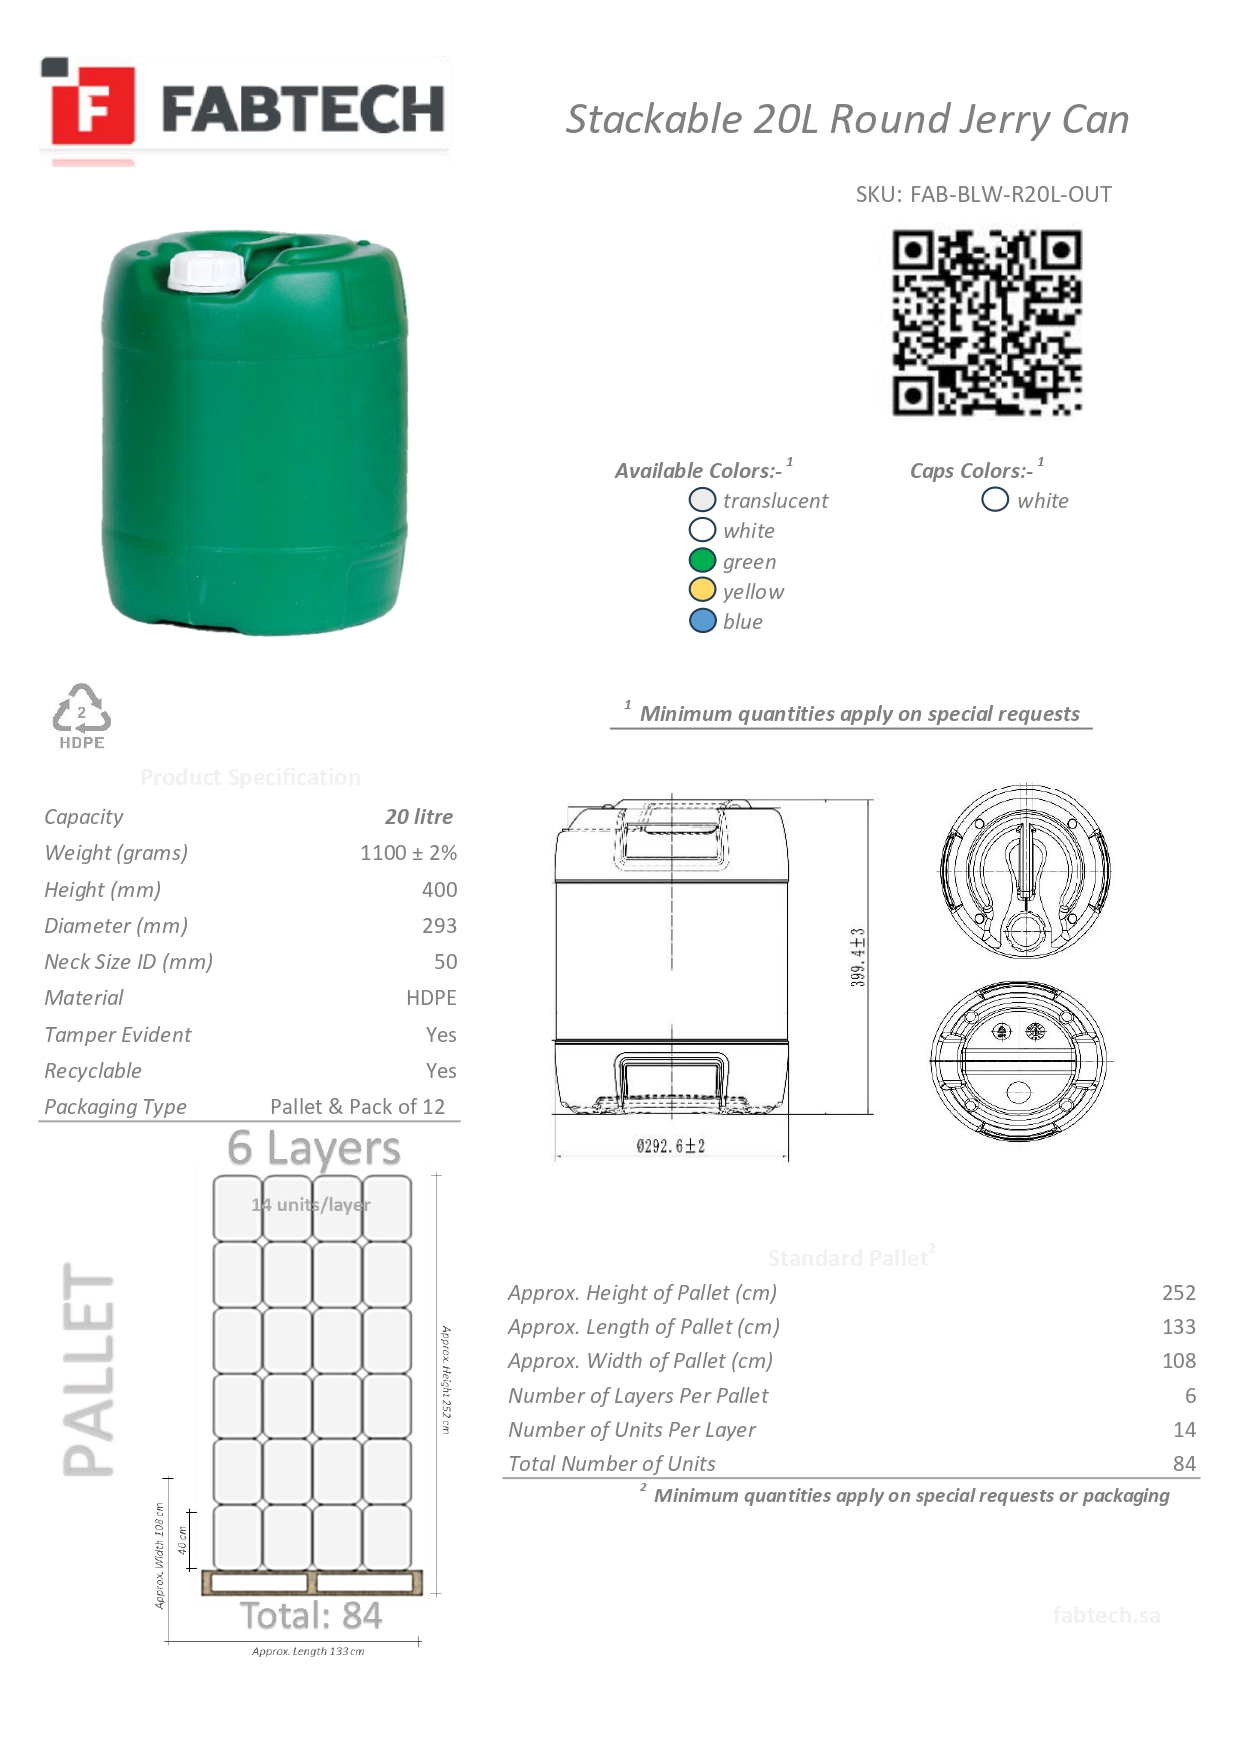 F FABTECH
Stackable 20L Round Jerry Can
SKU: FAB-BLW-R20L-OUT
Available Colors:- 1
translucent
white
green
yellow
blue
Caps Colors:- 1
white
2
HDPE
1 Minimum quantities apply on special requests
Product Specification
Capacity 20 litre
Weight (grams) 1100 ± 2%
Height (mm) 400
Diameter (mm) 293
Neck Size ID (mm) 50
Material HDPE
Tamper Evident Yes
Recyclable Yes
Packaging Type Pallet & Pack of 12
399.4±3
Ø292.6±2
6 Layers
14 units/layer
PALLET
Approx. Height 252 cm
Approx. Width 108 cm
40 cm
Total: 84
Approx. Length 133 cm
Standard Pallet2
Approx. Height of Pallet (cm) 252
Approx. Length of Pallet (cm) 133
Approx. Width of Pallet (cm) 108
Number of Layers Per Pallet 6
Number of Units Per Layer 14
Total Number of Units 84
2 Minimum quantities apply on special requests or packaging
fabtech.sa